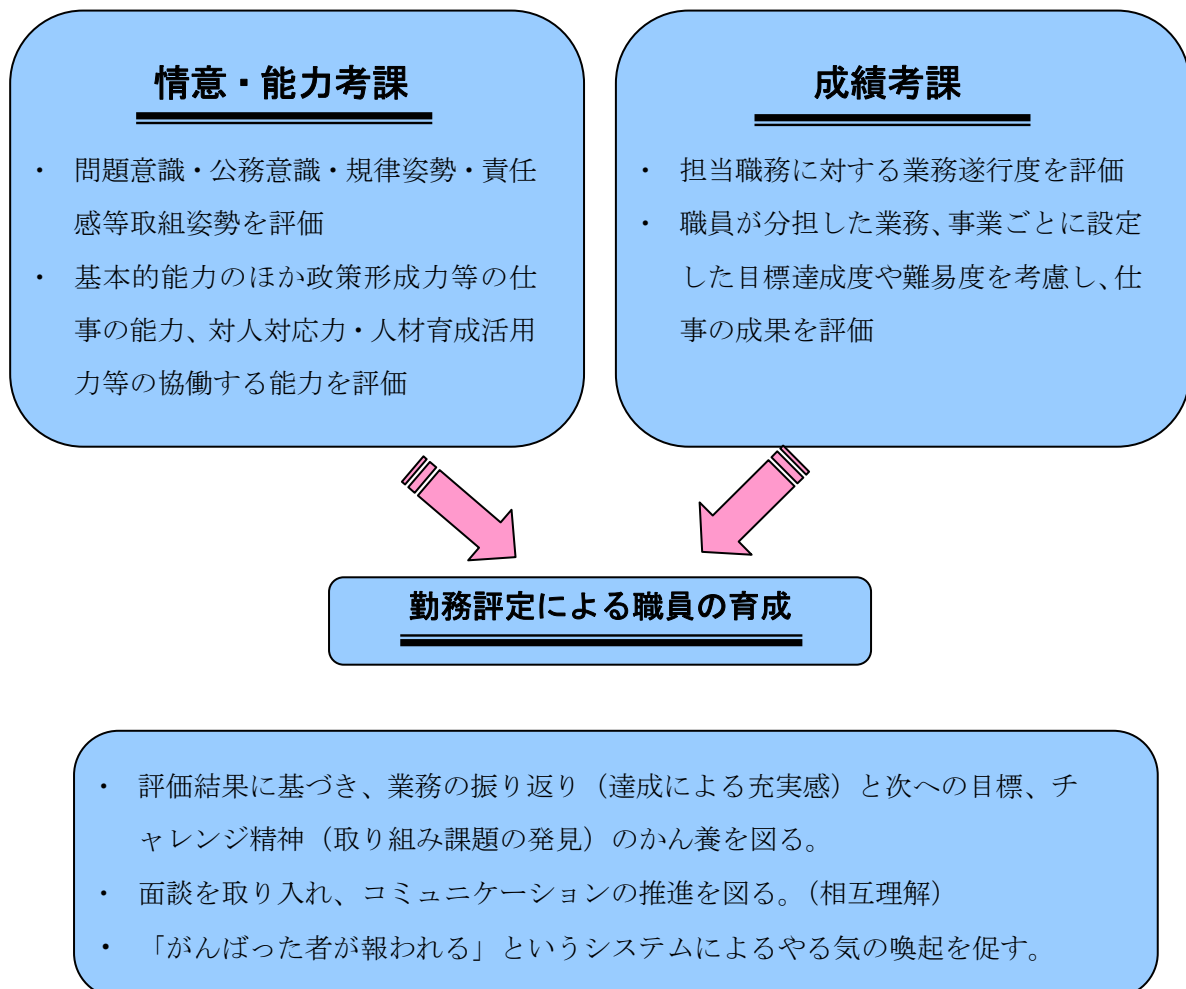 情意・能力考課
・ 問題意識・公務意識・規律姿勢・責任
感等取組姿勢を評価
・ 基本的能力のほか政策形成力等の仕
事の能力、対人対応力・人材育成活用
力等の協働する能力を評価
成績考課
・ 担当職務に対する業務遂行度を評価
・ 職員が分担した業務、事業ごとに設定
した目標達成度や難易度を考慮し、仕
事の成果を評価
勤務評定による職員の育成
・ 評価結果に基づき、業務の振り返り（達成による充実感）と次への目標、チ
ャレンジ精神（取り組み課題の発見）のかん養を図る。
・ 面談を取り入れ、コミュニケーションの推進を図る。（相互理解）
・ 「がんばった者が報われる」というシステムによるやる気の喚起を促す。